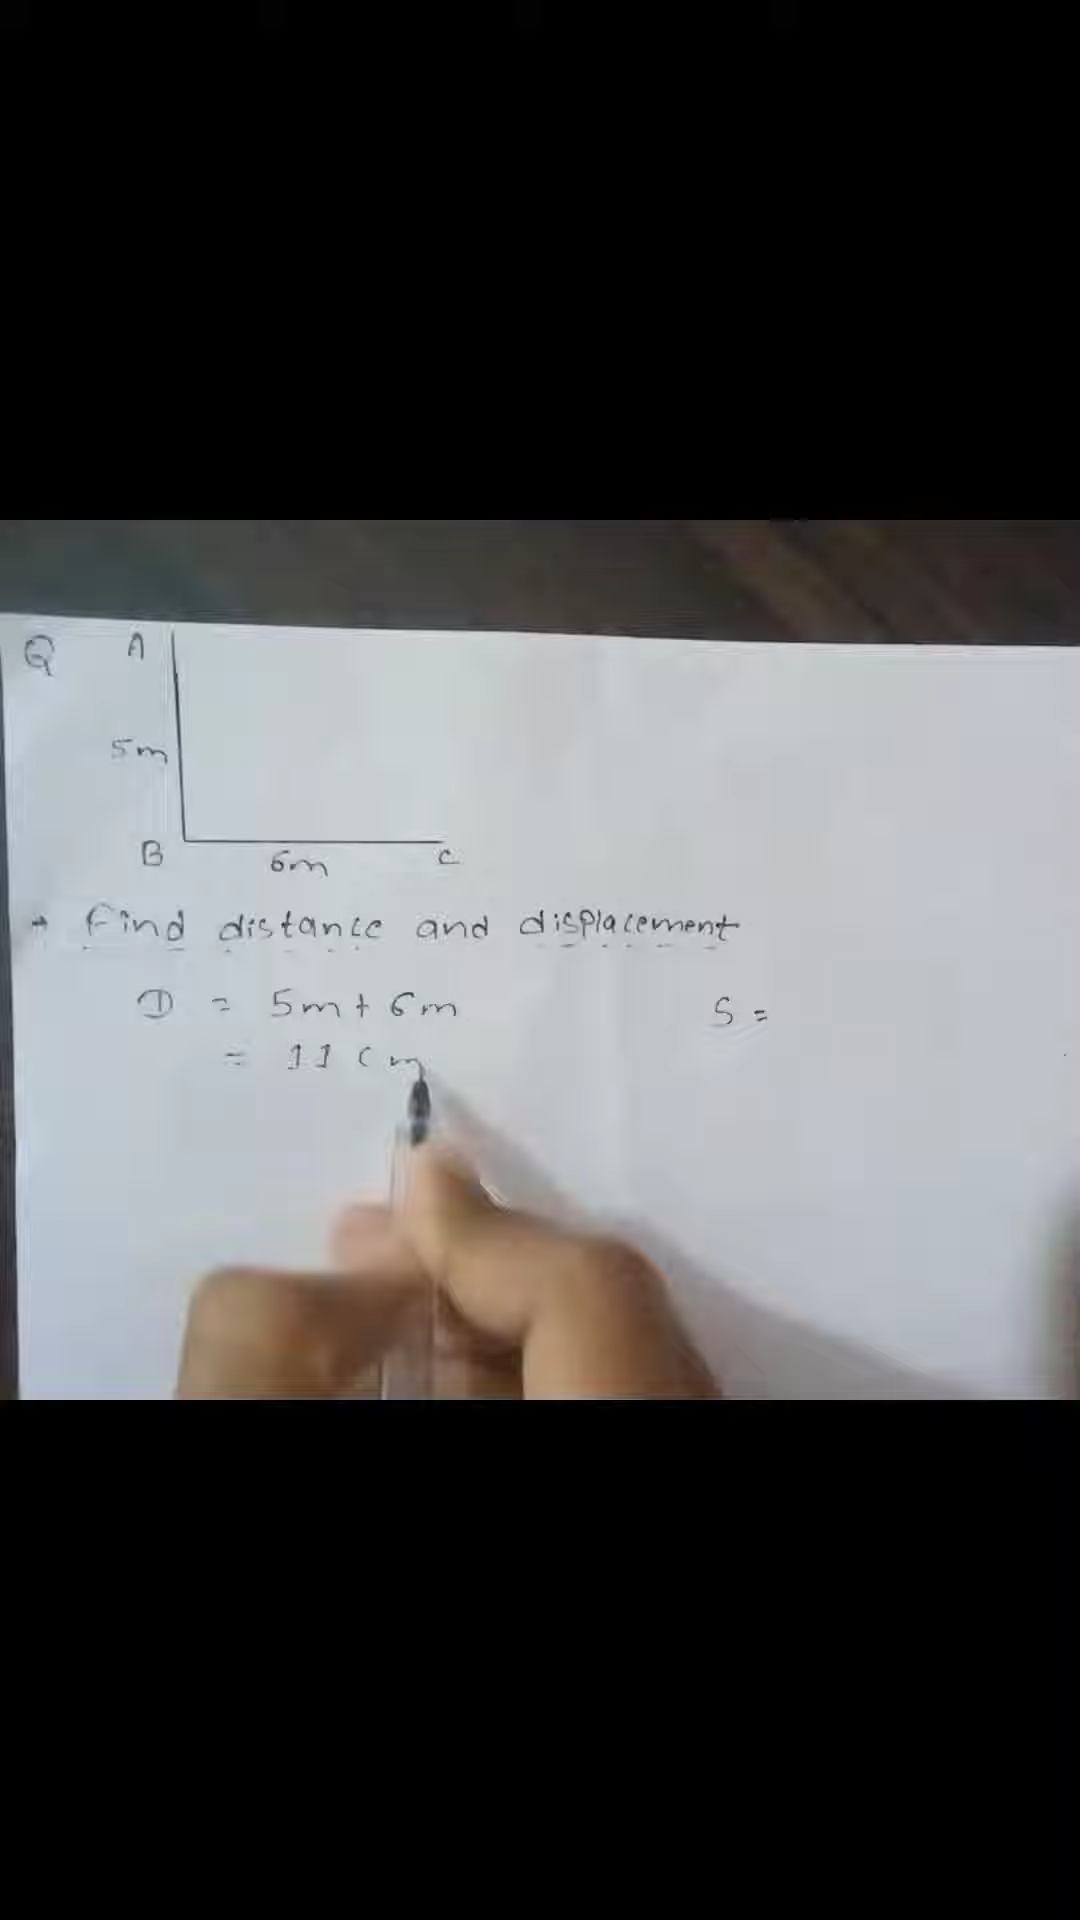 Q A
5m
B 6m C
→ Find distance and displacement
D = 5m + 6m S =
= 11 cm